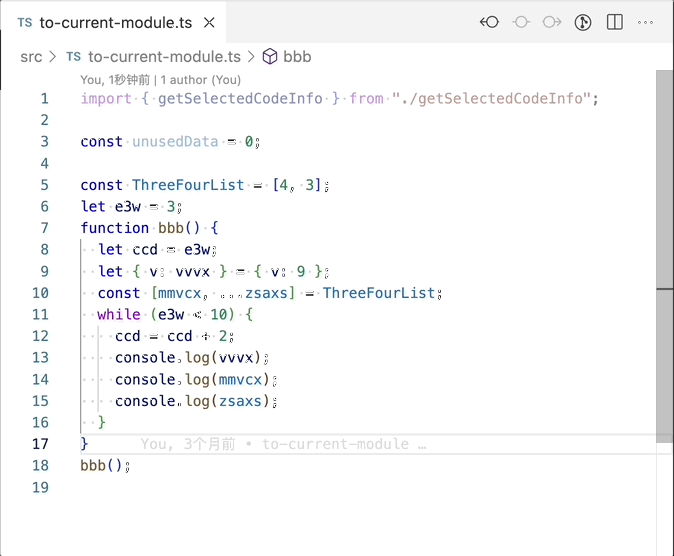 TS to-current-module.ts
src > TS to-current-module.ts > bbb
You, 1秒钟前 | 1 author (You)
1 import { getSelectedCodeInfo } from "./getSelectedCodeInfo";
2
3 const unusedData = 0;
4
5 const ThreeFourList = [4, 3];
6 let e3w = 3;
7 function bbb() {
8 let ccd = e3w;
9 let { v: vvvx } = { v: 9 };
10 const [mmvcx, ...zsaxs] = ThreeFourList;
11 while (e3w < 10) {
12 ccd = ccd + 2;
13 console.log(vvvx);
14 console.log(mmvcx);
15 console.log(zsaxs);
16 }
17 } You, 3个月前 • to-current-module …
18 bbb();
19